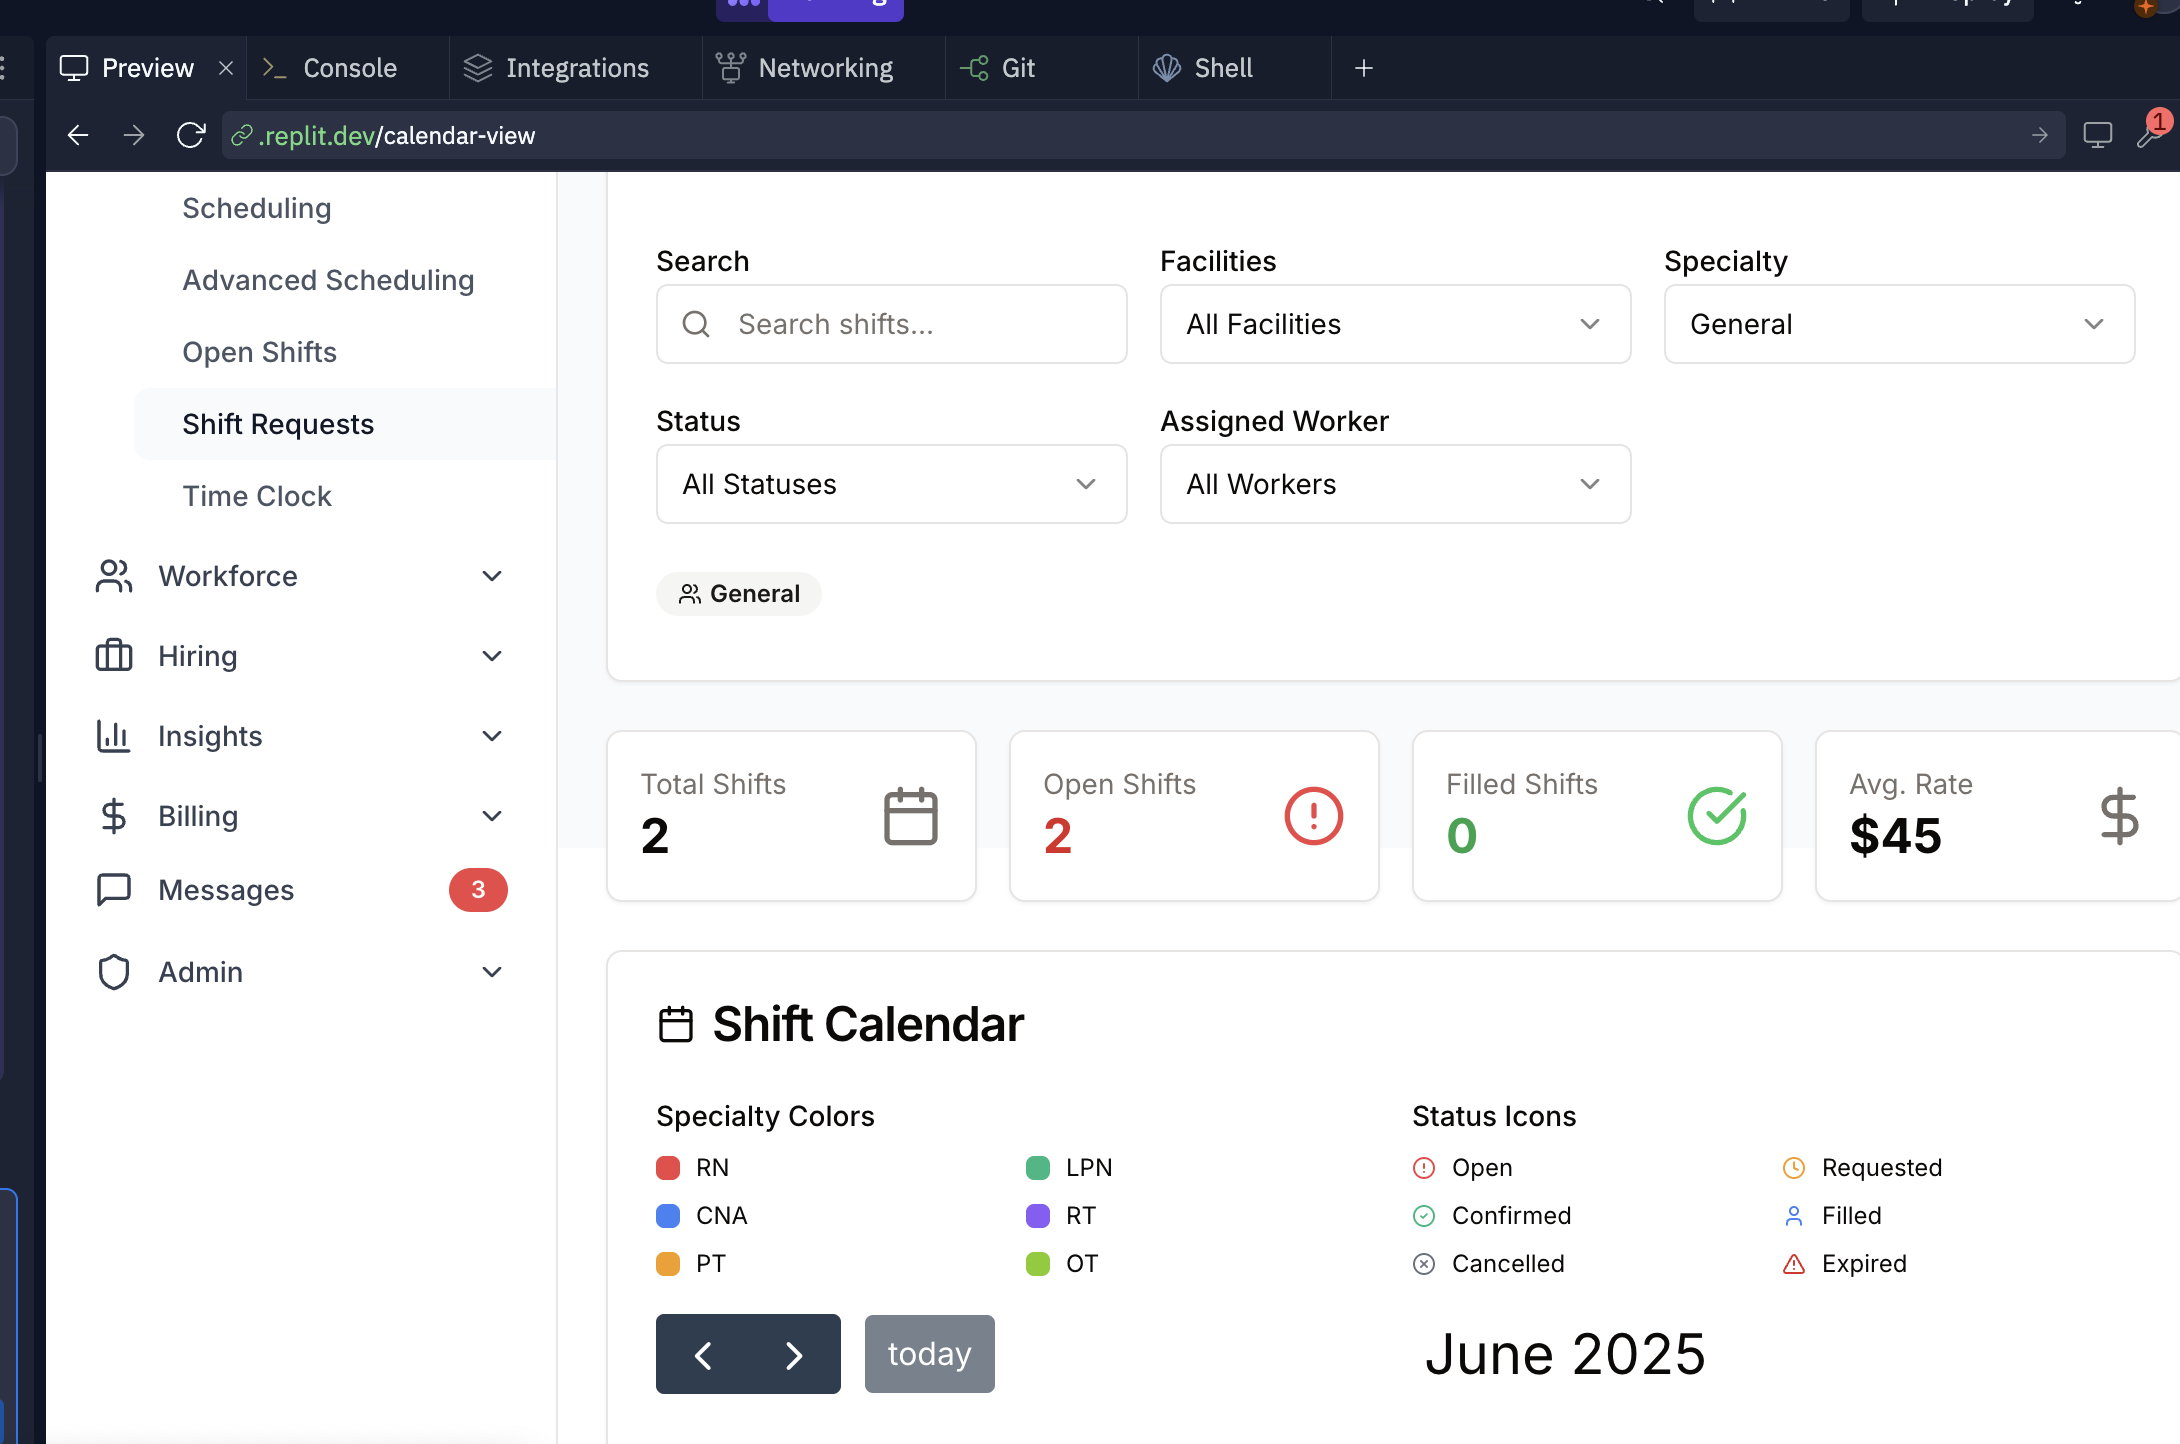 Preview
Console
Integrations
Networking
Git
Shell
.replit.dev/calendar-view
1
Scheduling
Advanced Scheduling
Open Shifts
Shift Requests
Time Clock
Workforce
Hiring
Insights
Billing
Messages
3
Admin
Search
Facilities
Specialty
Search shifts...
All Facilities
General
Status
Assigned Worker
All Statuses
All Workers
General
Total Shifts
2
Open Shifts
2
Filled Shifts
0
Avg. Rate
$45
Shift Calendar
Specialty Colors
Status Icons
RN
LPN
Open
Requested
CNA
RT
Confirmed
Filled
PT
OT
Cancelled
Expired
today
June 2025